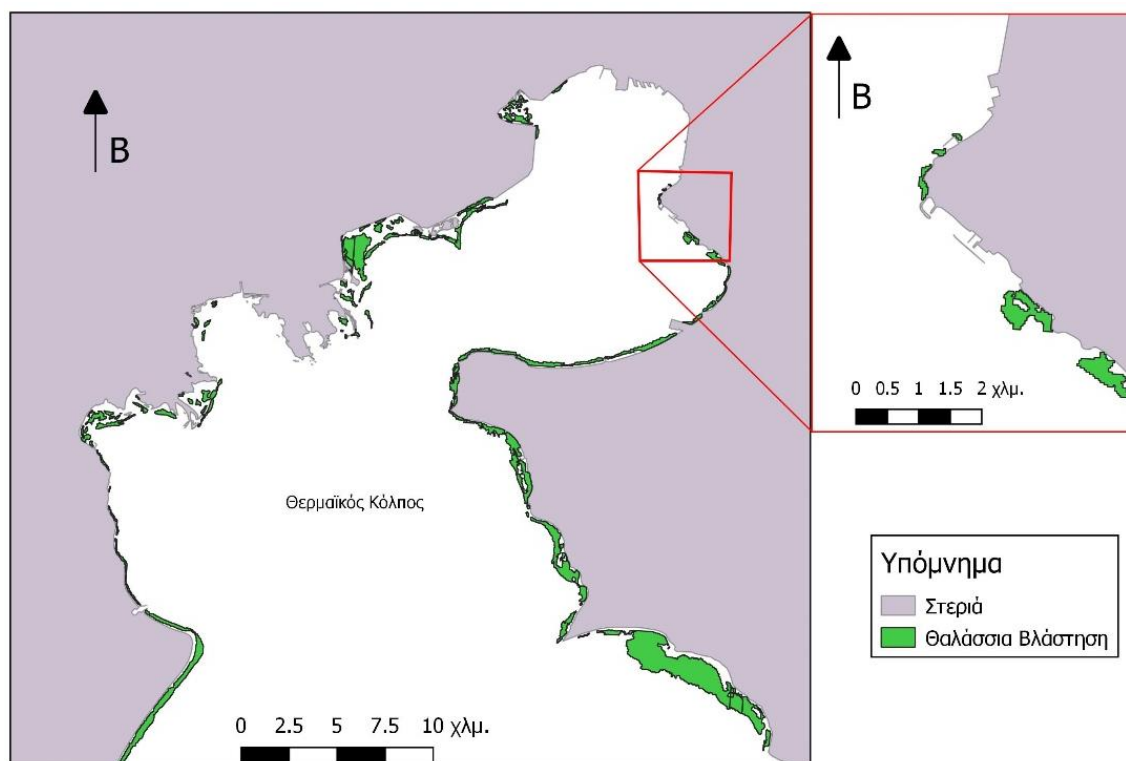 Β
Β
0 0.5 1 1.5 2 χλμ.
Θερμαϊκός Κόλπος
Υπόμνημα
Στεριά
Θαλάσσια Βλάστηση
0 2.5 5 7.5 10 χλμ.